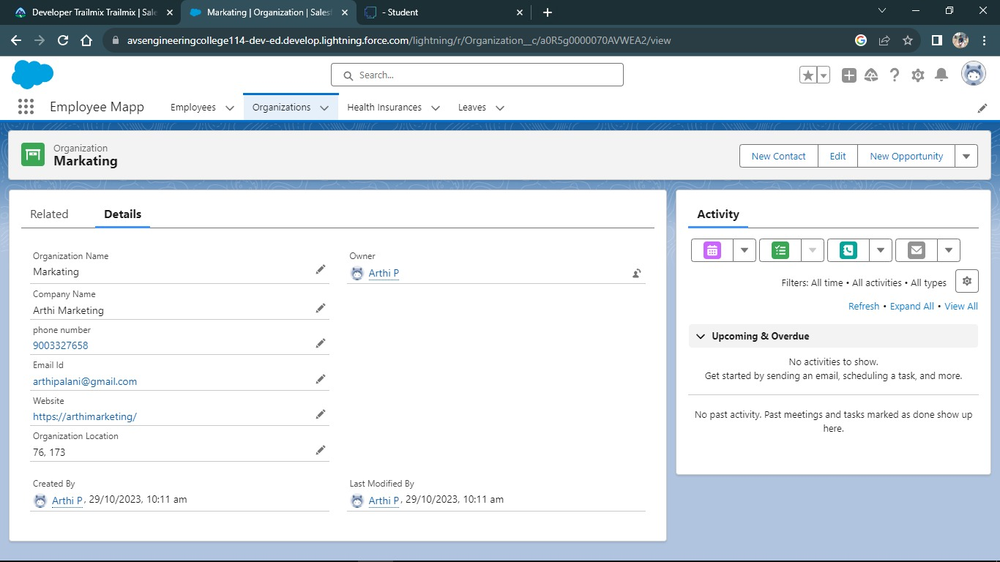 Developer Trailmix Trailmix | Sale
Markating | Organization | Sales
- Student
avsengineeringcollege114-dev-ed.develop.lightning.force.com/lightning/r/Organization__c/a0R5g0000070AVWEA2/view
Search...
Employee Mapp
Employees
Organizations
Health Insurances
Leaves
Organization
Markating
New Contact
Edit
New Opportunity
Related
Details
Organization Name
Markating
Owner
Arthi P
Company Name
Arthi Marketing
phone number
9003327658
Email Id
arthipalani@gmail.com
Website
https://arthimarketing/
Organization Location
76, 173
Created By
Arthi P, 29/10/2023, 10:11 am
Last Modified By
Arthi P, 29/10/2023, 10:11 am
Activity
Filters: All time • All activities • All types
Refresh • Expand All • View All
Upcoming & Overdue
No activities to show.
Get started by sending an email, scheduling a task, and more.
No past activity. Past meetings and tasks marked as done show up
here.